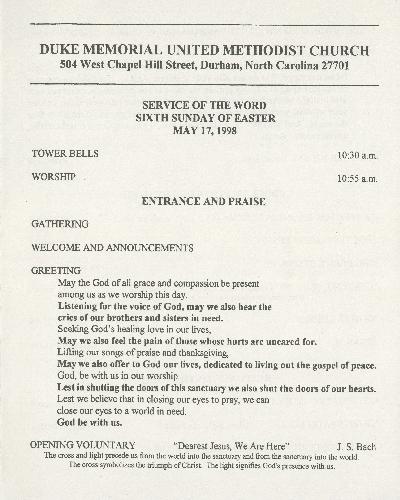 DUKE MEMORIAL UNITED METHODIST CHURCH
504 West Chapel Hill Street, Durham, North Carolina 27701
SERVICE OF THE WORD
SIXTH SUNDAY OF EASTER
MAY 17, 1998
TOWER BELLS 10:30 a.m.
WORSHIP 10:55 a.m.
ENTRANCE AND PRAISE
GATHERING
WELCOME AND ANNOUNCEMENTS
GREETING
May the God of all grace and compassion be present
among us as we worship this day.
Listening for the voice of God, may we also hear the
cries of our brothers and sisters in need.
Seeking God's healing love in our lives,
May we also feel the pain of those whose hurts are uncared for.
Lifting our songs of praise and thanksgiving,
May we also offer to God our lives, dedicated to living out the gospel of peace.
God, be with us in our worship.
Lest in shutting the doors of this sanctuary we also shut the doors of our hearts.
Lest we believe that in closing our eyes to pray, we can
close our eyes to a world in need.
God be with us.
OPENING VOLUNTARY "Dearest Jesus, We Are Here" J. S. Bach
The cross and light precede us from the world into the sanctuary and from the sanctuary into the world.
The cross symbolizes the triumph of Christ. The light signifies God's presence with us.